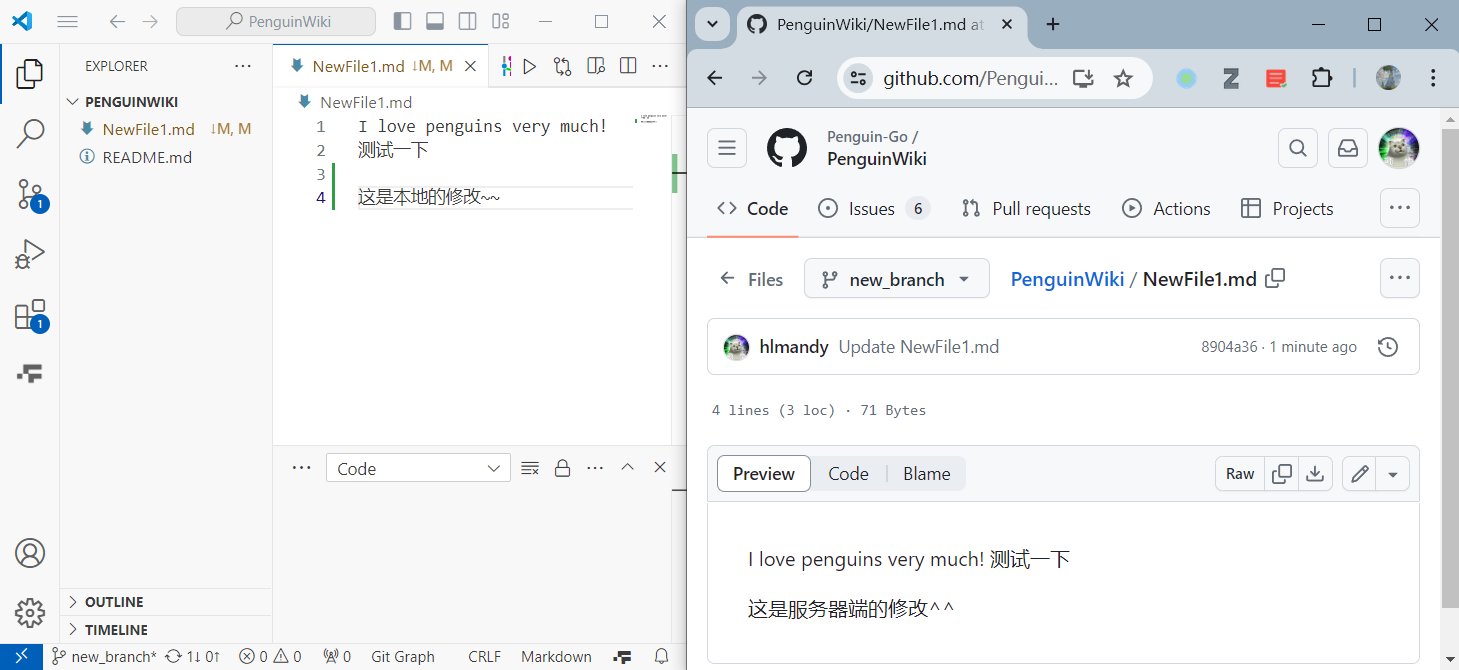 PenguinWiki
PenguinWiki/NewFile1.md at
EXPLORER
NewFile1.md ↓M, M
github.com/Pengui...
PENGUINWIKI
NewFile1.md ↓M, M
README.md
NewFile1.md
1 I love penguins very much!
2 测试一下
3
4 这是本地的修改~~
Penguin-Go /
PenguinWiki
Code
Issues 6
Pull requests
Actions
Projects
Files
new_branch
PenguinWiki / NewFile1.md
hlmandy Update NewFile1.md
8904a36 · 1 minute ago
4 lines (3 loc) · 71 Bytes
1
1
Code
Preview
Code
Blame
Raw
I love penguins very much! 测试一下
这是服务器端的修改^^
OUTLINE
TIMELINE
new_branch* 1↓ 0↑ 0 0 0 Git Graph CRLF Markdown